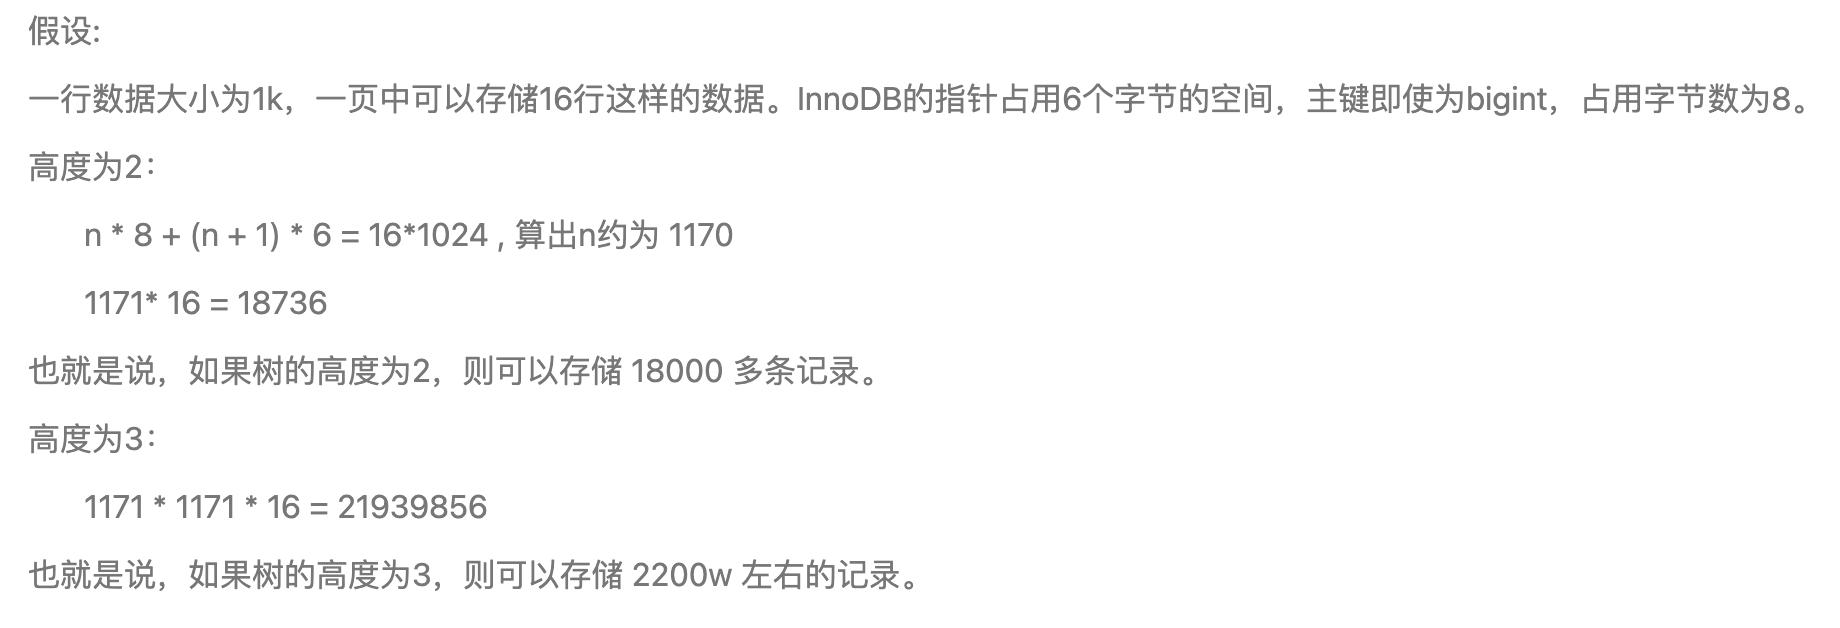 假设:
一行数据大小为1k，一页中可以存储16行这样的数据。InnoDB的指针占用6个字节的空间，主键即使为bigint，占用字节数为8。
高度为2：
n * 8 + (n + 1) * 6 = 16*1024 , 算出n约为 1170
1171* 16 = 18736
也就是说，如果树的高度为2，则可以存储 18000 多条记录。
高度为3：
1171 * 1171 * 16 = 21939856
也就是说，如果树的高度为3，则可以存储 2200w 左右的记录。